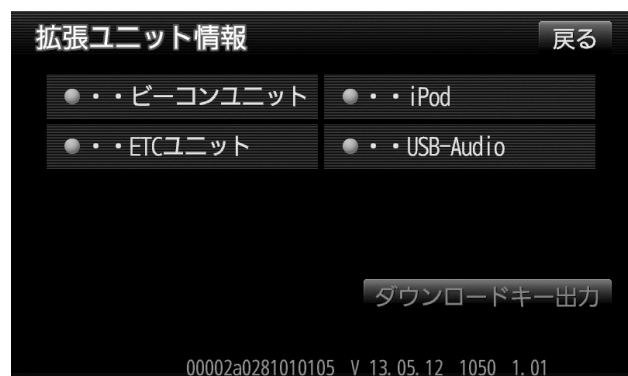 拡張ユニット情報 戻る
●・・ビーコンユニット ●・・iPod
●・・ETCユニット ●・・USB-Audio
ダウンロードキー出力
00002a0281010105 V 13.05.12 1050 1.01